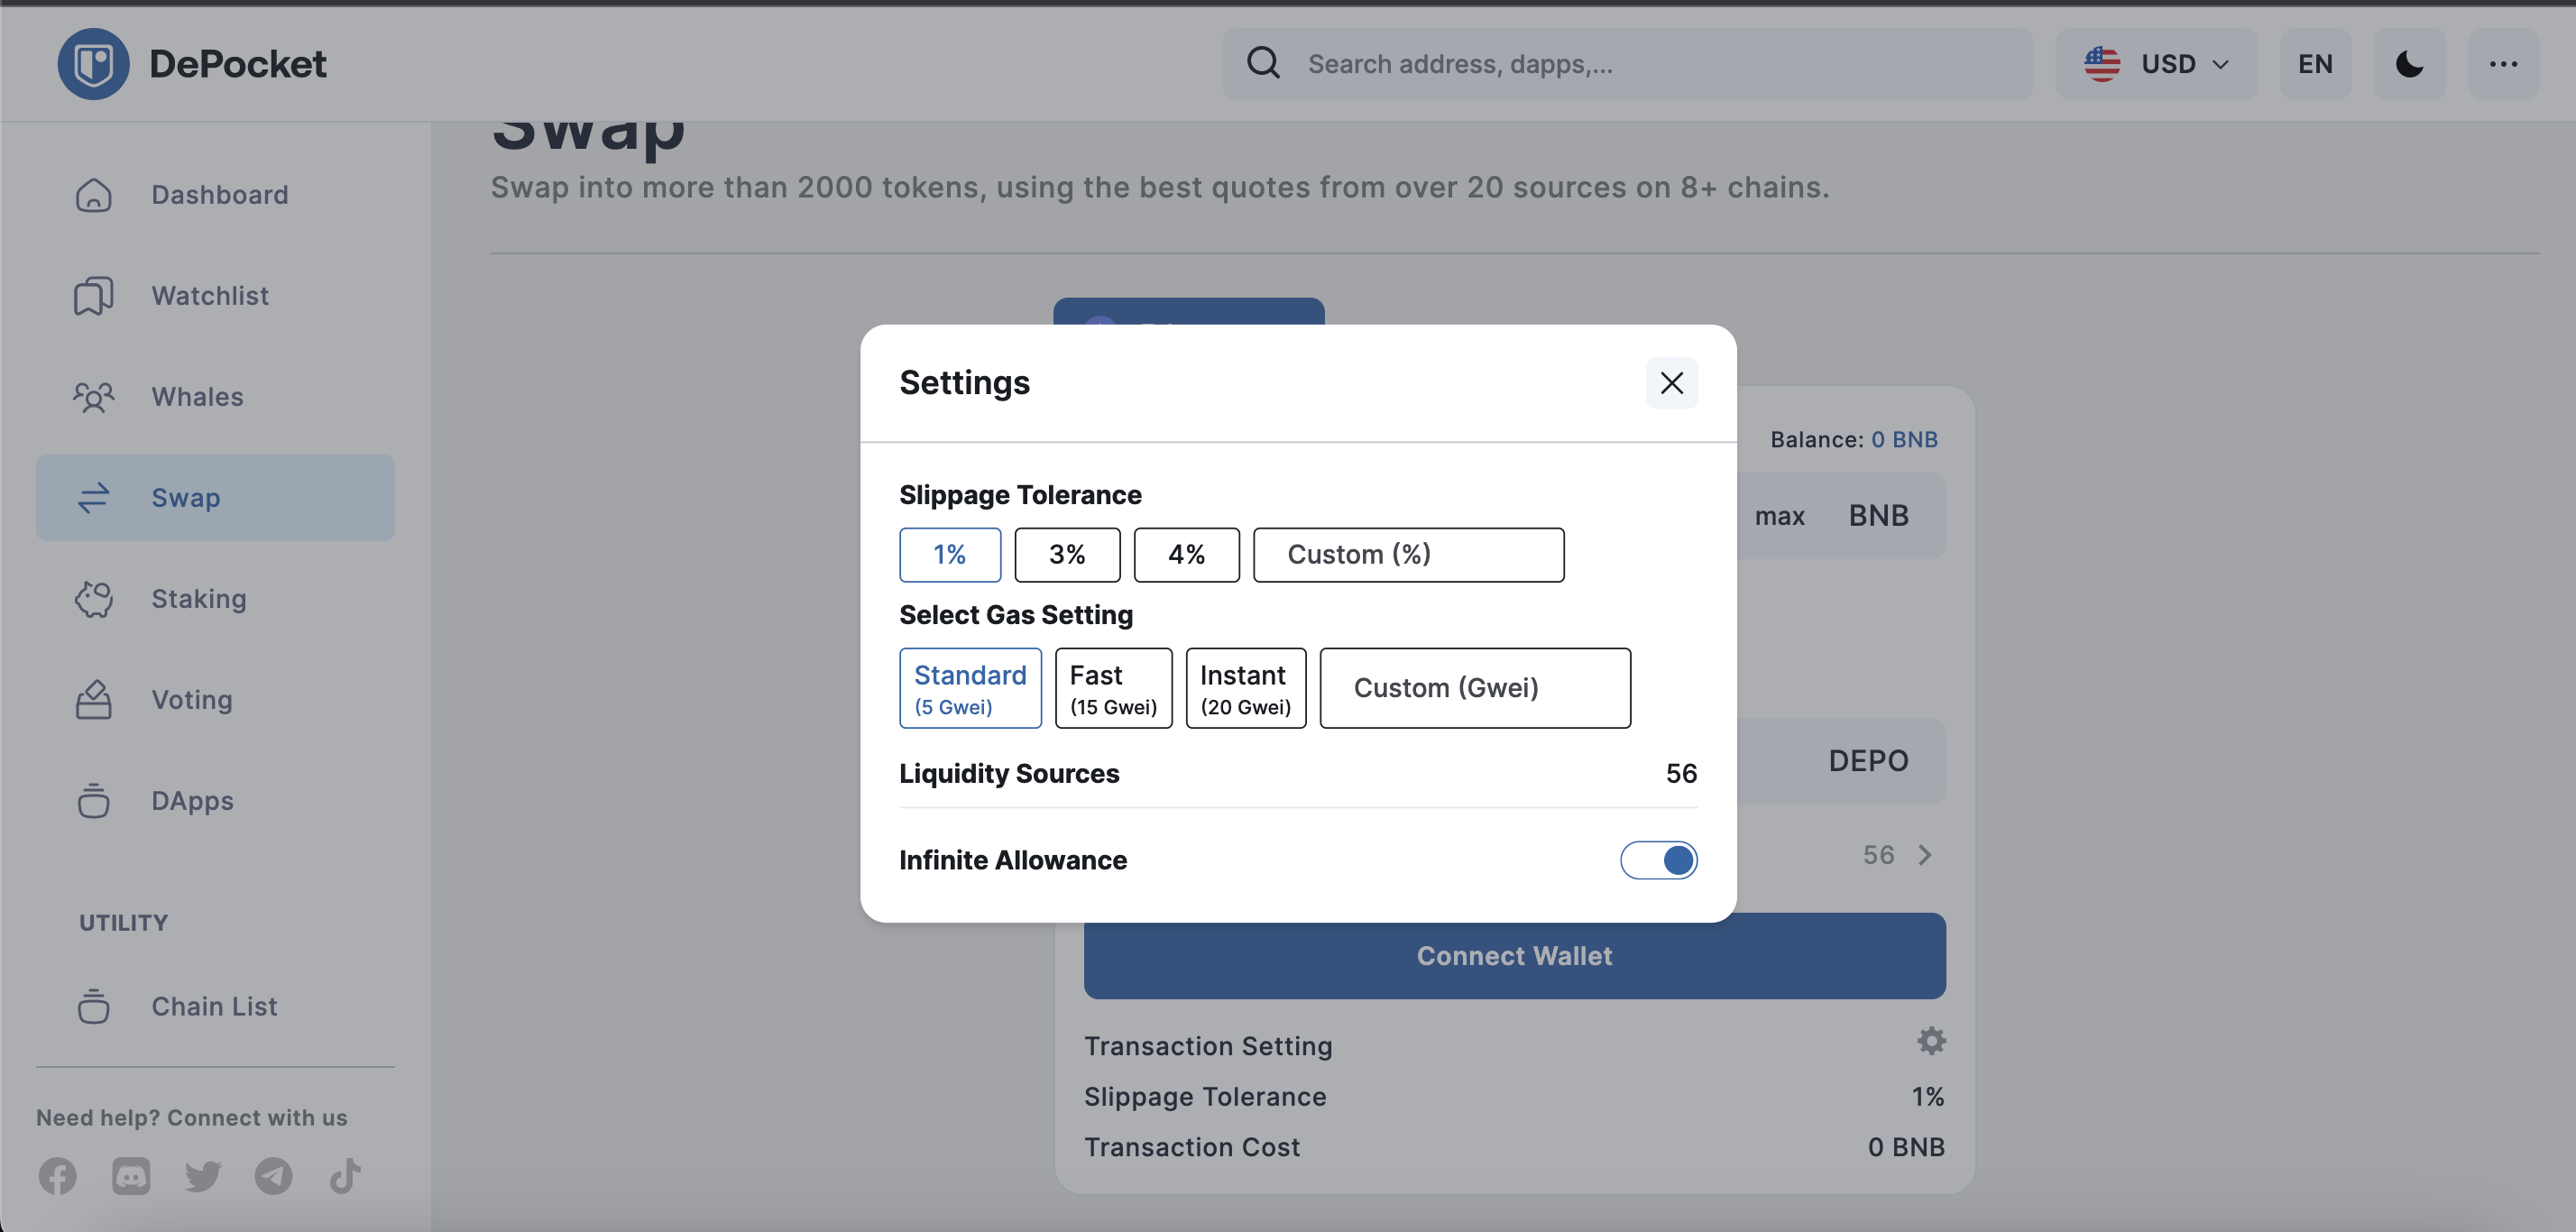 DePocket
Search address, dapps,...
USD
EN
Dashboard
Watchlist
Whales
Swap
Staking
Voting
DApps
UTILITY
Chain List
Need help? Connect with us
Swap
Swap into more than 2000 tokens, using the best quotes from over 20 sources on 8+ chains.
Settings
Slippage Tolerance
1% 3% 4% Custom (%)
Select Gas Setting
Standard Fast Instant Custom (Gwei)
(5 Gwei) (15 Gwei) (20 Gwei)
Liquidity Sources 56
Infinite Allowance
Balance: 0 BNB
max BNB
DEPO
56
Connect Wallet
Transaction Setting
Slippage Tolerance 1%
Transaction Cost 0 BNB